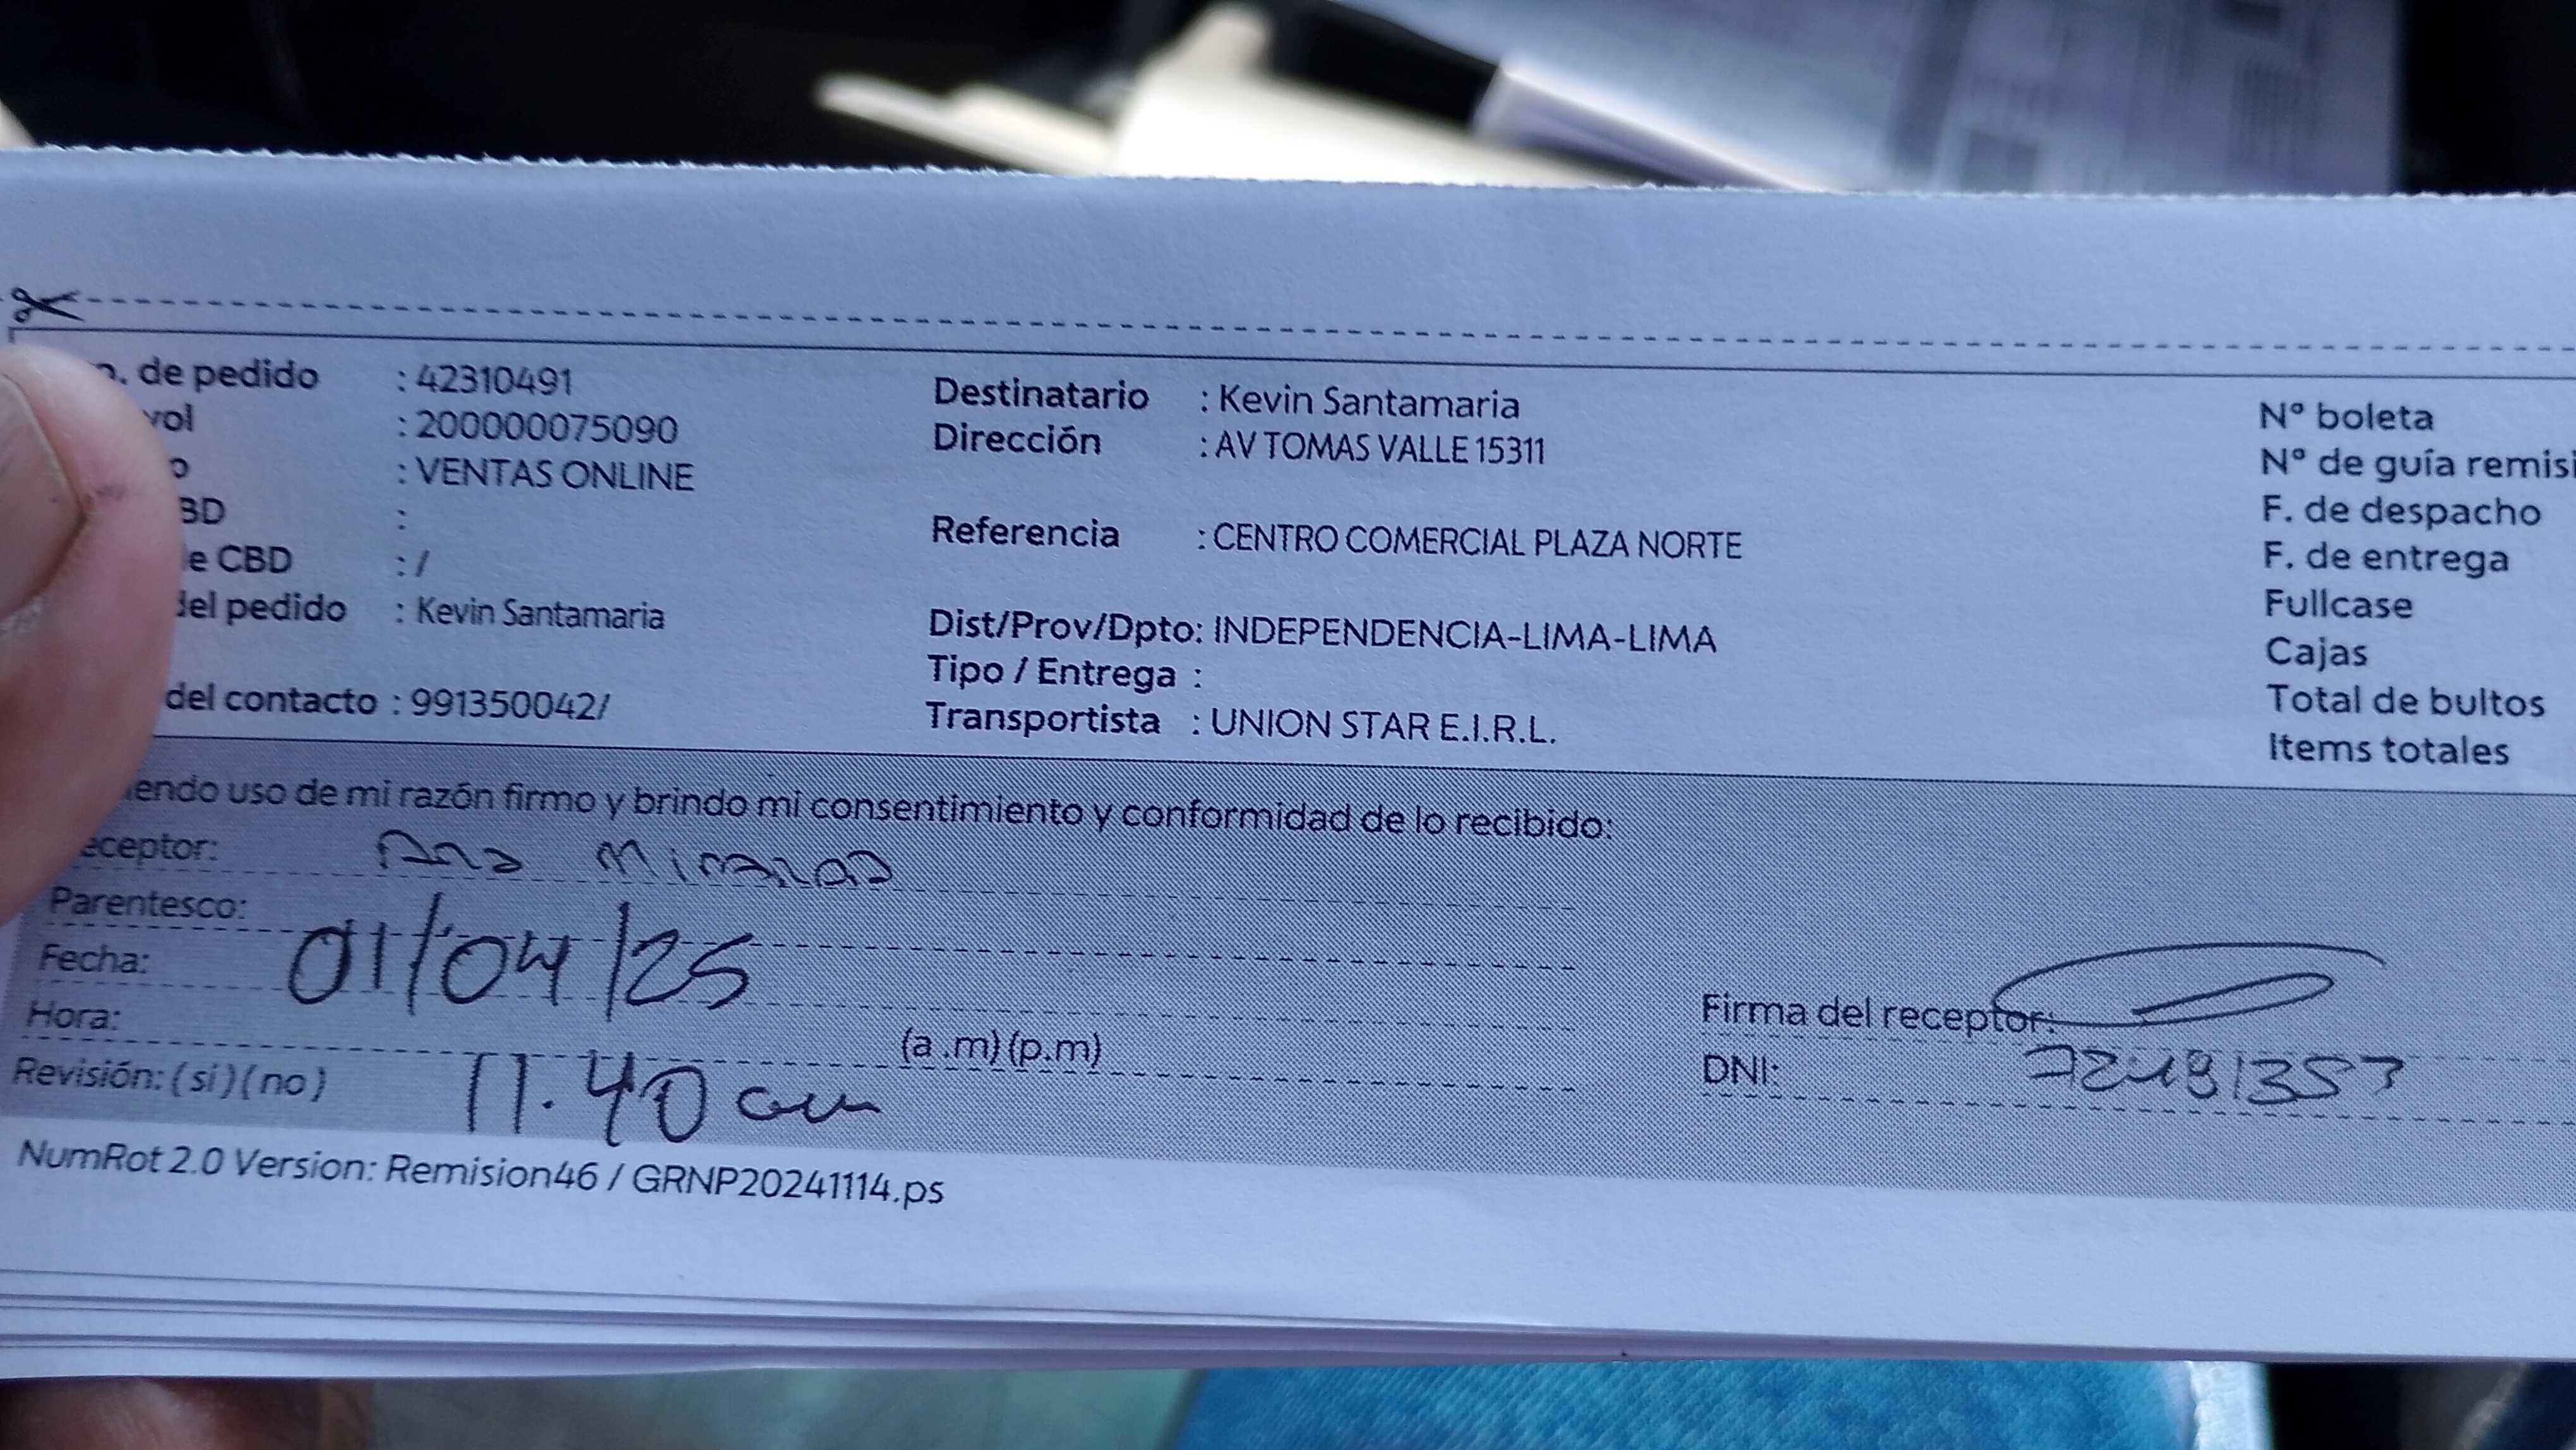 de pedido : 42310491
vol : 200000075090
o : VENTAS ONLINE
BD :
e CBD : /
del pedido : Kevin Santamaria
del contacto : 991350042/
Destinatario : Kevin Santamaria
Dirección : AV TOMAS VALLE 15311
Referencia : CENTRO COMERCIAL PLAZA NORTE
Dist/Prov/Dpto: INDEPENDENCIA-LIMA-LIMA
Tipo / Entrega :
Transportista : UNION STAR E.I.R.L.
N° boleta
N° de guía remisi
F. de despacho
F. de entrega
Fullcase
Cajas
Total de bultos
Items totales
iendo uso de mi razón firmo y brindo mi consentimiento y conformidad de lo recibido:
eceptor: Ana
Parentesco:
Fecha: 01/04/25
Hora: (a.m)(p.m)
Revisión: (si)(no) 11.40 am
Firma del receptor:
DNI: 72481357
NumRot 2.0 Version: Remision46 / GRNP20241114.ps